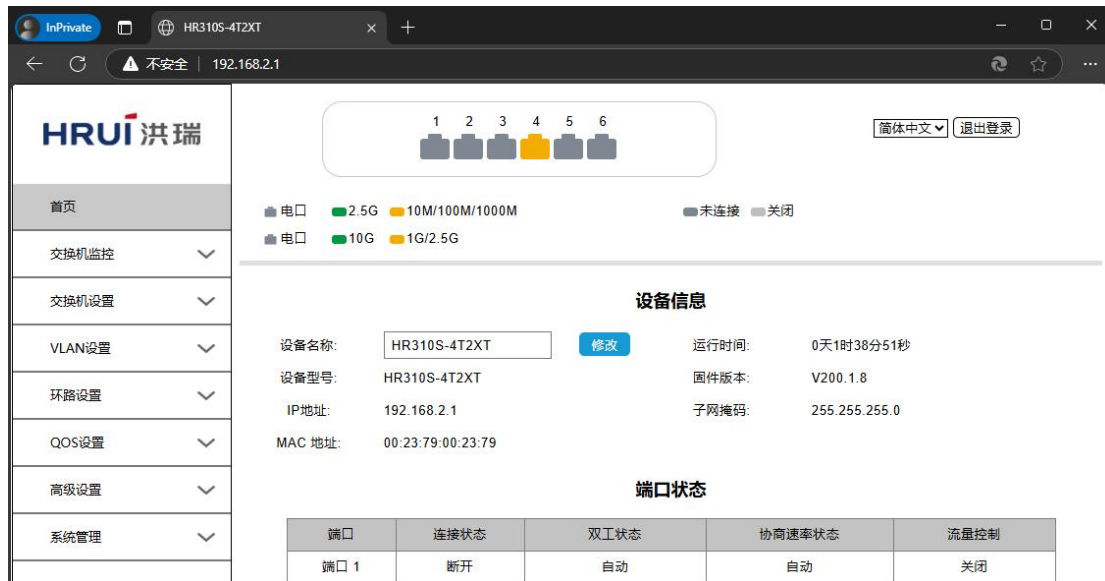 InPrivate HR310S-4T2XT
不安全 192.168.2.1
HRUI洪瑞
1 2 3 4 5 6
简体中文 退出登录
首页
交换机监控
交换机设置
VLAN设置
环路设置
QOS设置
高级设置
系统管理
电口 2.5G 10M/100M/1000M 未连接 关闭
电口 10G 1G/2.5G
设备信息
设备名称: HR310S-4T2XT 修改 运行时间: 0天1时38分51秒
设备型号: HR310S-4T2XT 固件版本: V200.1.8
IP地址: 192.168.2.1 子网掩码: 255.255.255.0
MAC 地址: 00:23:79:00:23:79
端口状态
端口 连接状态 双工状态 协商速率状态 流量控制
端口 1 断开 自动 自动 关闭